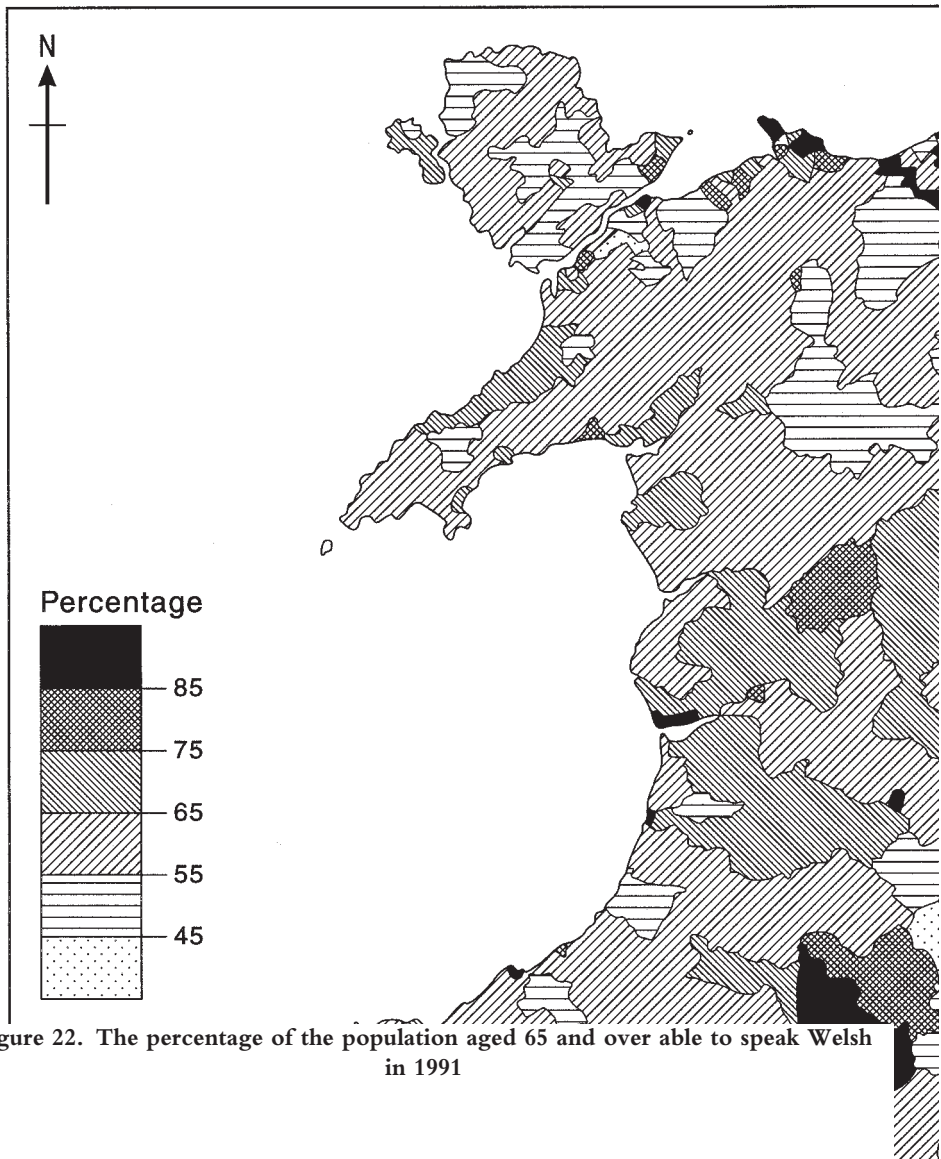 N
Percentage
85
75
65
55
45
gure 22. The percentage of the population aged 65 and over able to speak Welsh
in 1991